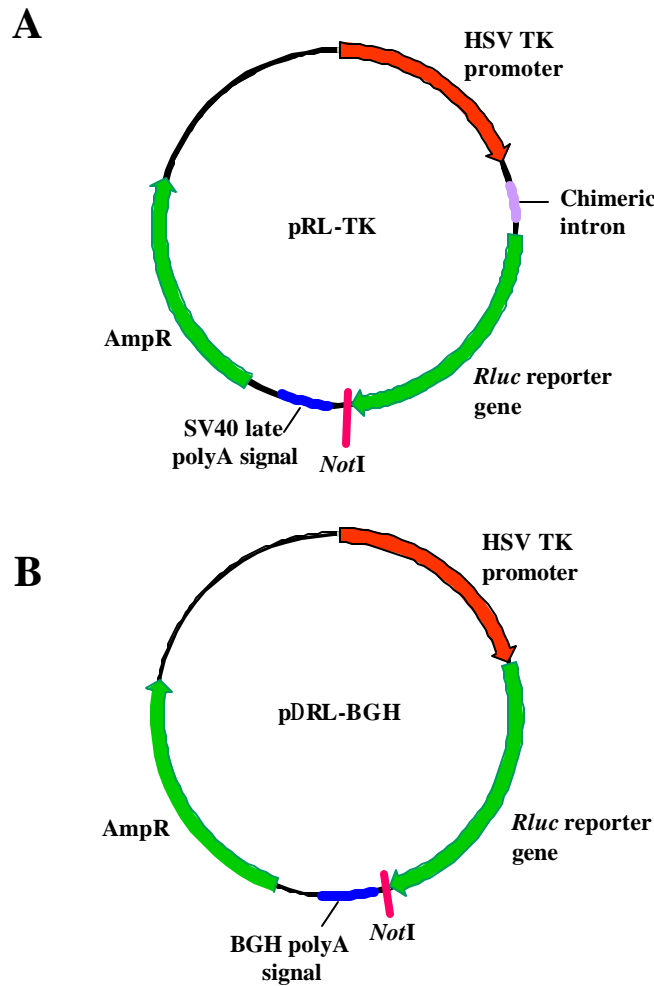 A
HSV TK
promoter
Chimeric
intron
pRL-TK
AmpR
Rluc reporter
gene
SV40 late
polyA signal
NotI
B
HSV TK
promoter
pDRL-BGH
AmpR
Rluc reporter
gene
NotI
BGH polyA
signal